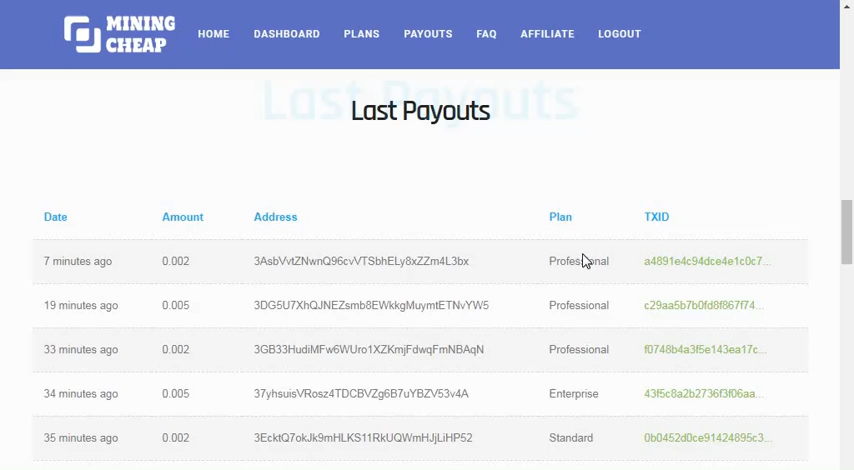 MINING CHEAP
HOME DASHBOARD PLANS PAYOUTS FAQ AFFILIATE LOGOUT
Last Payouts
Last Payouts
Date Amount Address Plan TXID
7 minutes ago 0.002 3AsbVvtZNwnQ96cvVTSbhELy8xZZm4L3bx Professional a4891e4c94dce4e1c0c7...
19 minutes ago 0.005 3DG5U7XhQJNEZsmb8EWkkgMuymtETNvYW5 Professional c29aa5b7b0fd8f867f74...
33 minutes ago 0.002 3GB33HudiMFw6WUro1XZKmjFdwqFmNBAqN Professional f0748b4a3f5e143ea17c...
34 minutes ago 0.005 37yhsuisVRosz4TDCBVZg6B7uYBZV53v4A Enterprise 43f5c8a2b2736f3f06aa...
35 minutes ago 0.002 3EcktQ7okJk9mHLKS11RkUQWmHJjLiHP52 Standard 0b0452d0ce91424895c3...